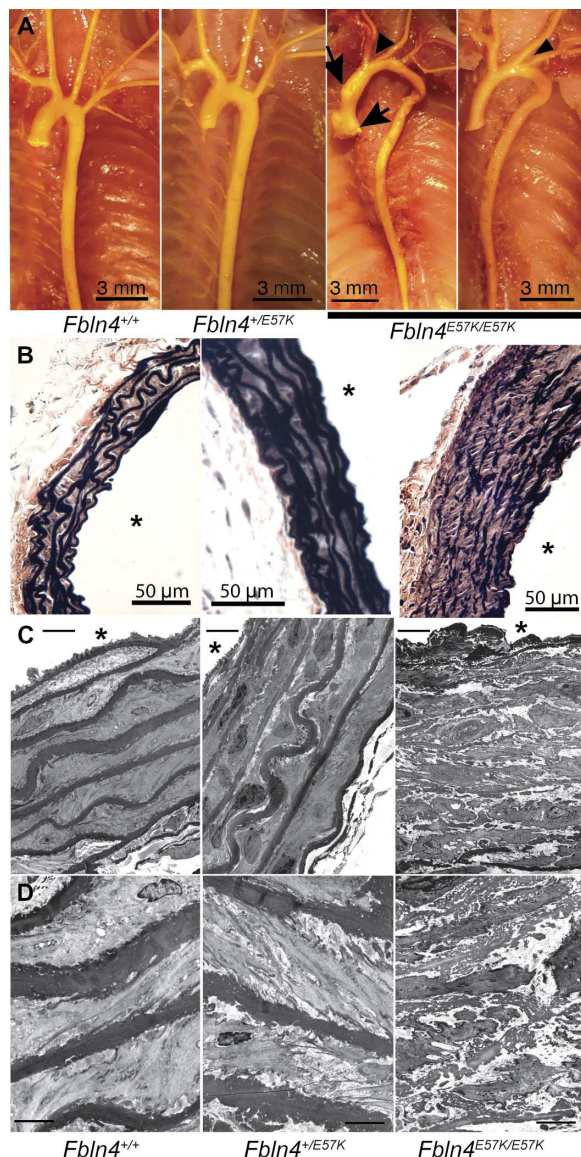 A
3 mm 3 mm 3 mm 3 mm
Fbln4+/+ Fbln4+/E57K Fbln4E57K/E57K
B
* * *
50 µm 50 µm 50 µm
C * * *
D
Fbln4+/+ Fbln4+/E57K Fbln4E57K/E57K